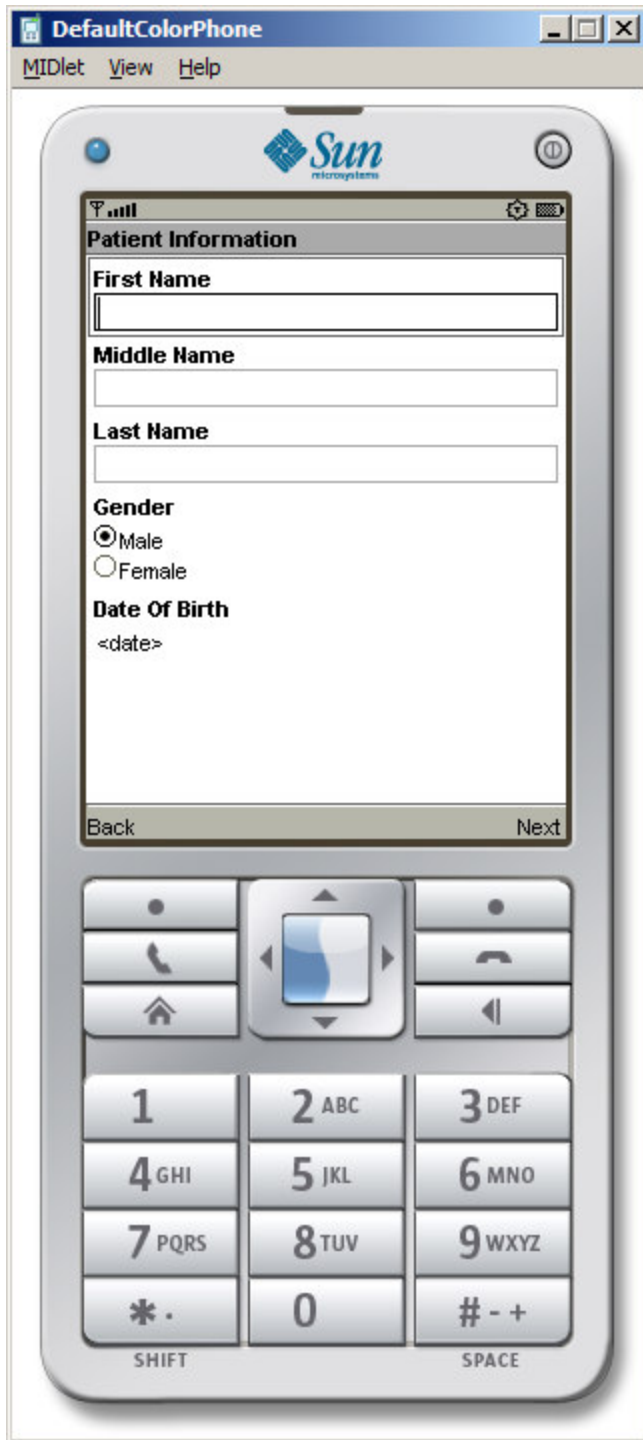 DefaultColorPhone
MIDlet View Help
Sun
microsystems
Patient Information
First Name
Middle Name
Last Name
Gender
Male
Female
Date Of Birth
<date>
Back Next
1 2 ABC 3 DEF
4 GHI 5 JKL 6 MNO
7 PQRS 8 TUV 9 WXYZ
* . 0 # - +
SHIFT SPACE